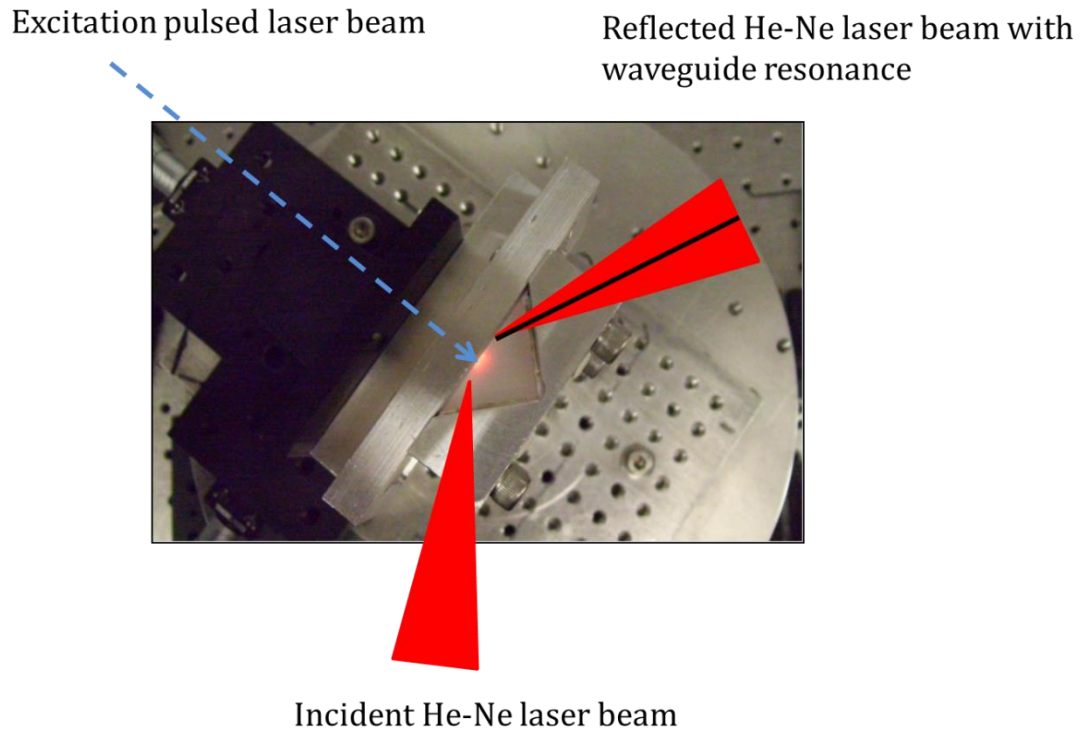 Excitation pulsed laser beam
Reflected He-Ne laser beam with
waveguide resonance
Incident He-Ne laser beam